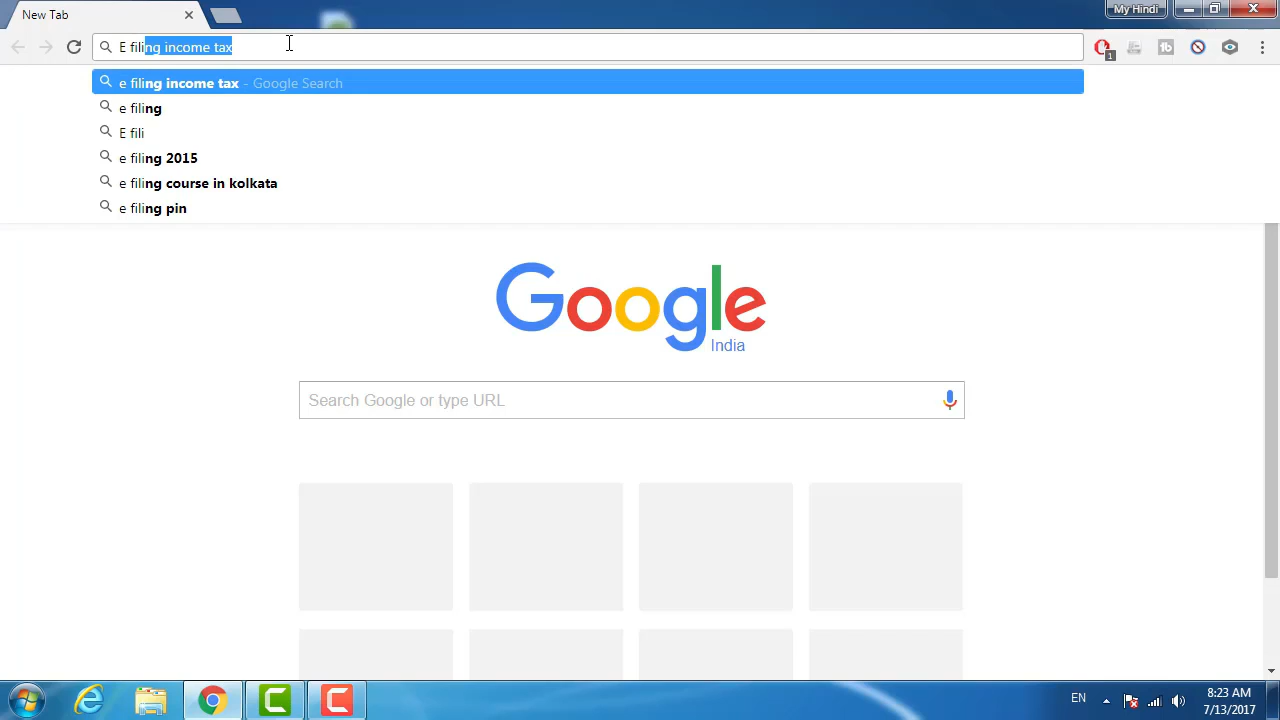 New Tab
My Hindi
E filing income tax
1
e filing income tax - Google Search
e filing
E fili
e filing 2015
e filing course in kolkata
e filing pin
Google
India
Search Google or type URL
EN
8:23 AM
7/13/2017